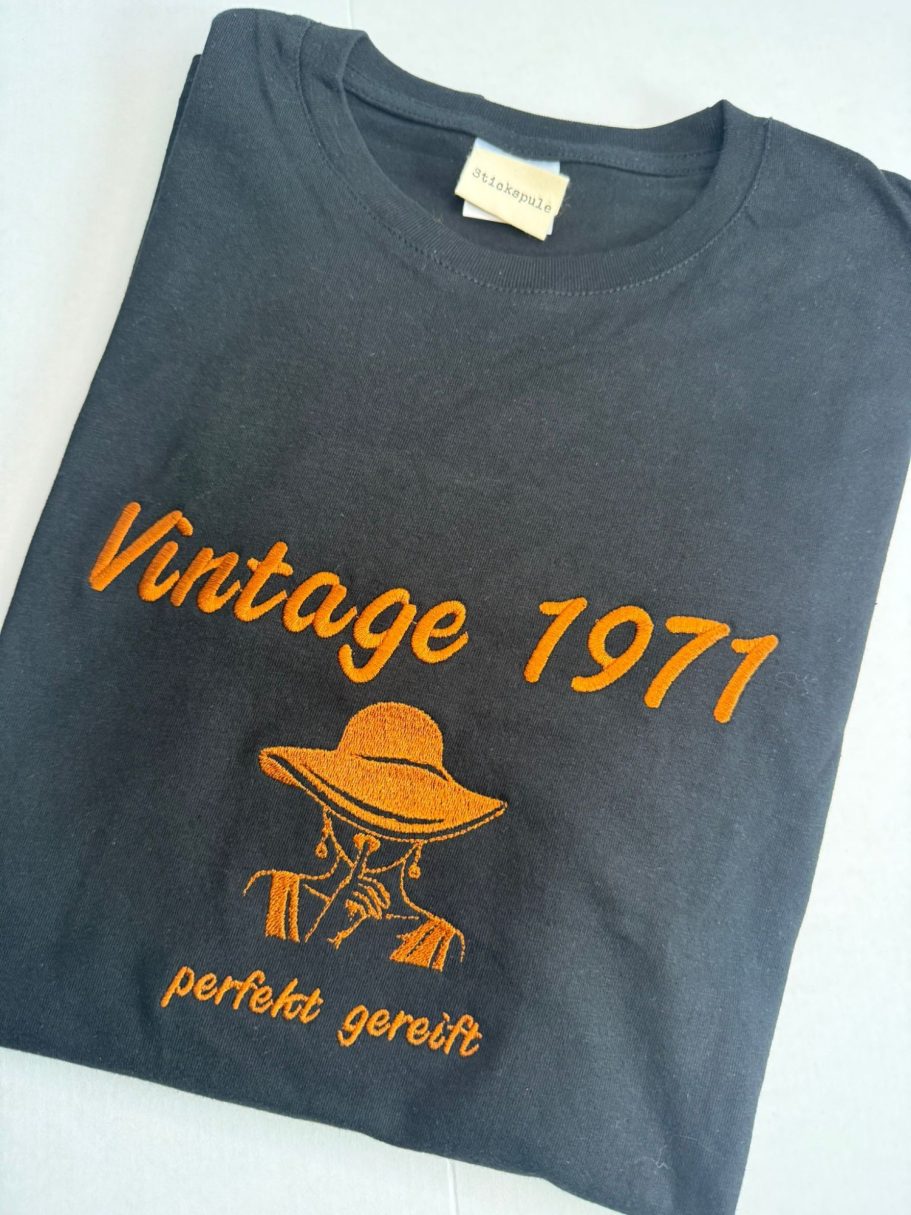 Stickspule
Vintage 1971
perfekt gereift